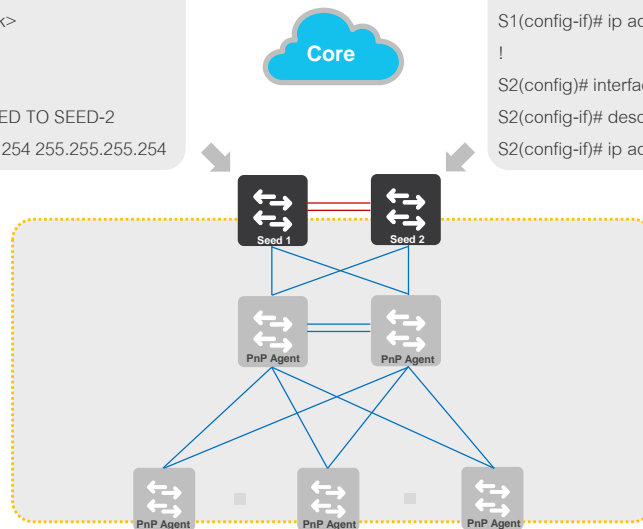 k>
ED TO SEED-2
254 255.255.255.254
Core
S1(config-if)# ip ad
!
S2(config)# interfac
S2(config-if)# desc
S2(config-if)# ip ad
Seed 1
Seed 2
PnP Agent
PnP Agent
PnP Agent
PnP Agent
PnP Agent